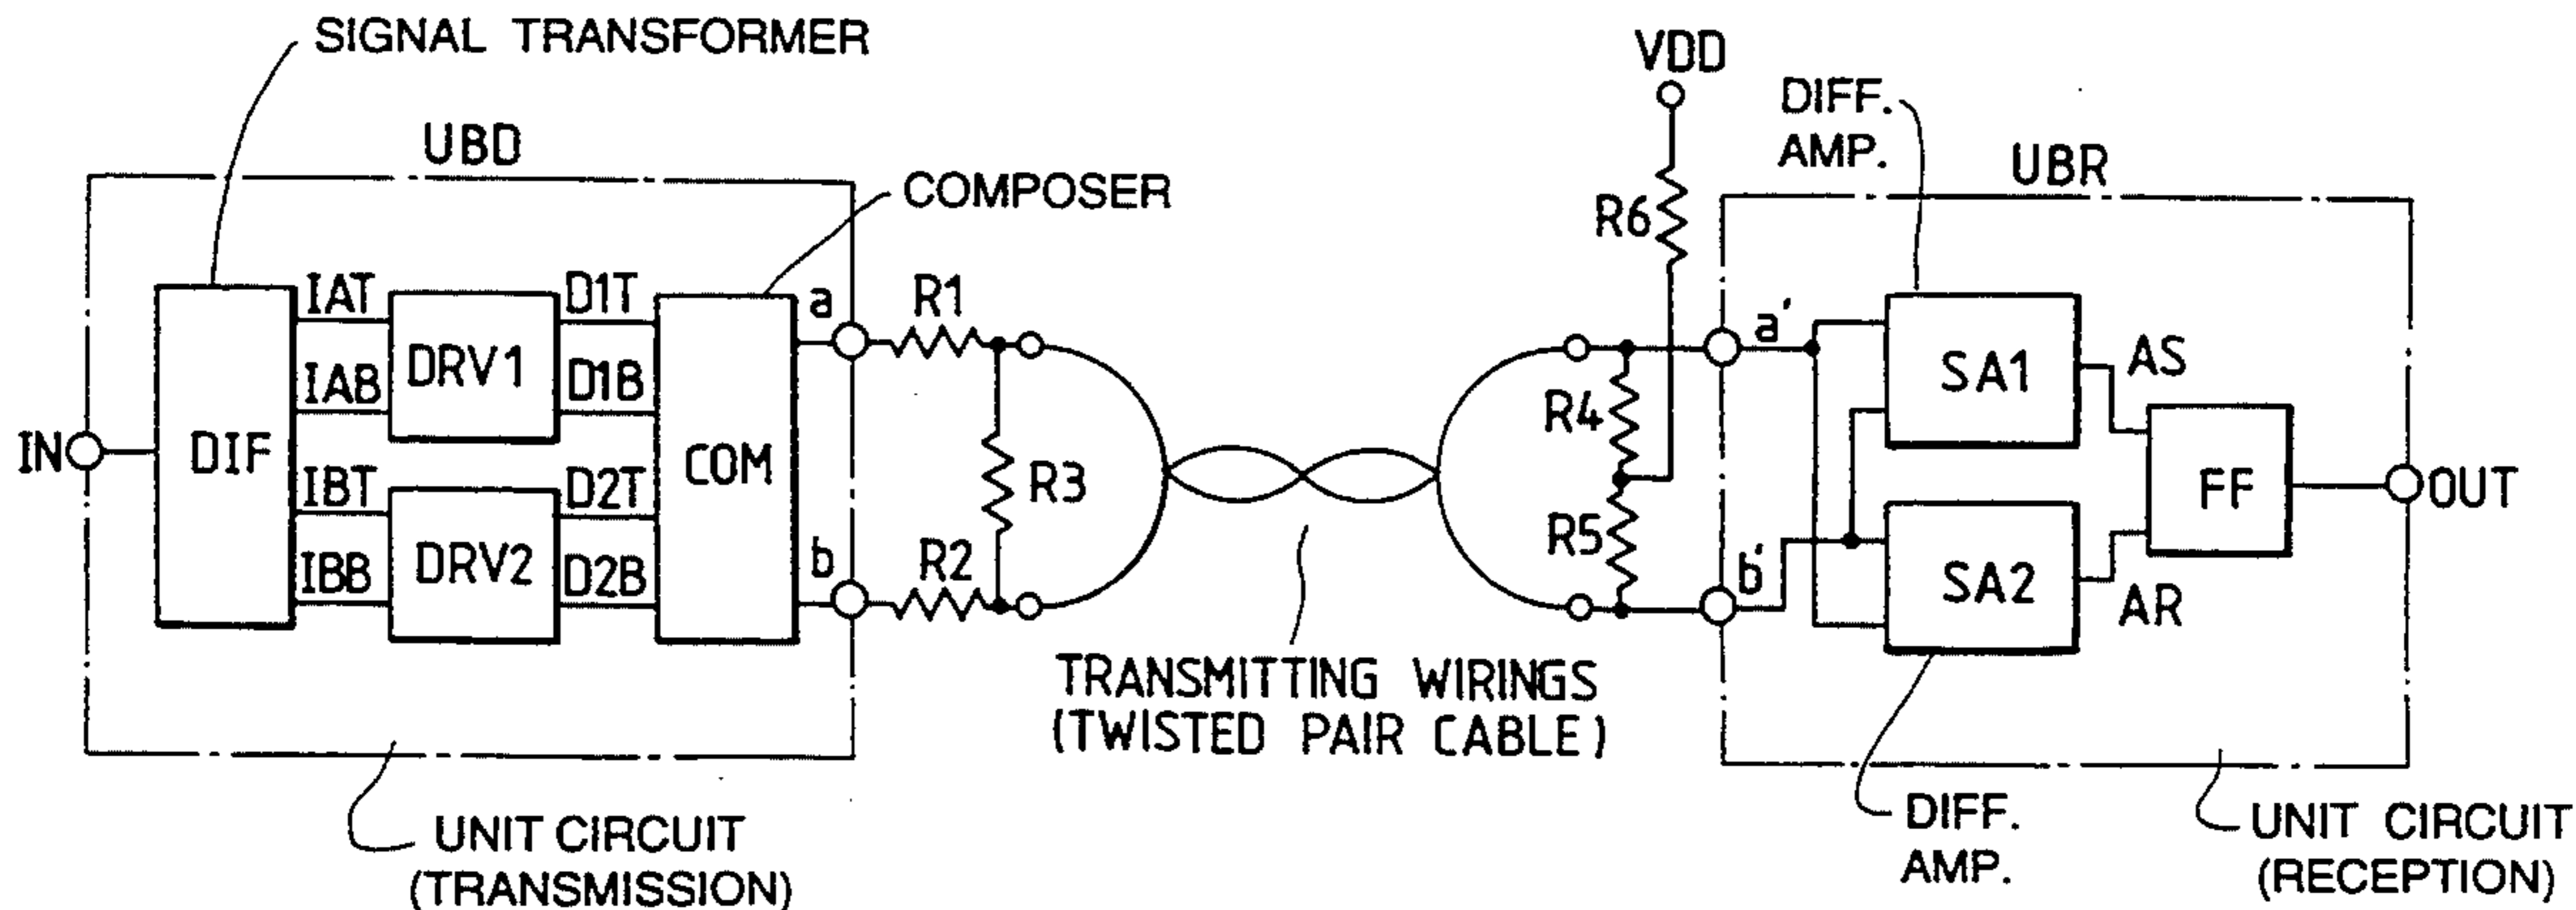 SIGNAL TRANSFORMER
UBD
COMPOSER
IN
DIF
IAT
IAB
IBT
IBB
DRV1
DRV2
D1T
D1B
D2T
D2B
COM
a
b
R1
R2
R3
TRANSMITTING WIRINGS
(TWISTED PAIR CABLE)
UNIT CIRCUIT
(TRANSMISSION)
VDD
R6
R4
R5
DIFF.
AMP.
UBR
a'
b'
SA1
SA2
AS
AR
FF
OUT
DIFF.
AMP.
UNIT CIRCUIT
(RECEPTION)